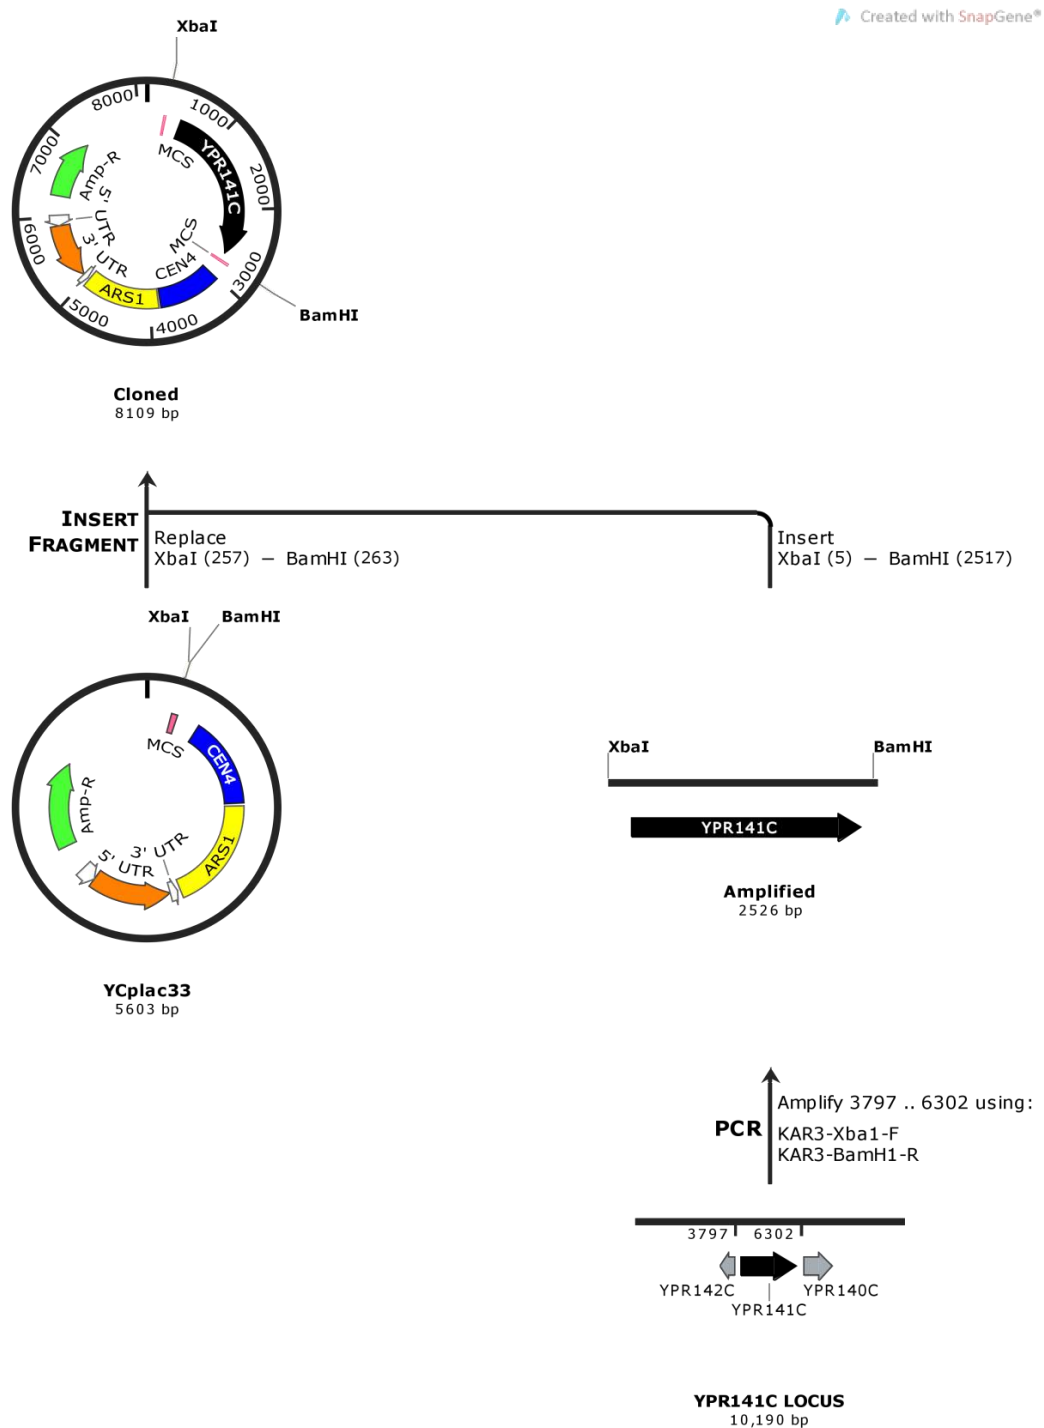 Created with SnapGene®
XbaI
8000
1000
7000
2000
Amp-R
MCS
YPR141C
5' UTR
6000
3' UTR
MCS
CEN4
3000
ARS1
5000
4000
BamHI
Cloned
8109 bp
INSERT FRAGMENT
Replace
XbaI (257) – BamHI (263)
Insert
XbaI (5) – BamHI (2517)
XbaI BamHI
MCS
CEN4
Amp-R
3' UTR
5' UTR
ARS1
YCplac33
5603 bp
XbaI
BamHI
YPR141C
Amplified
2526 bp
PCR
Amplify 3797 .. 6302 using:
KAR3-Xba1-F
KAR3-BamH1-R
3797 6302
YPR142C
YPR140C
YPR141C
YPR141C LOCUS
10,190 bp